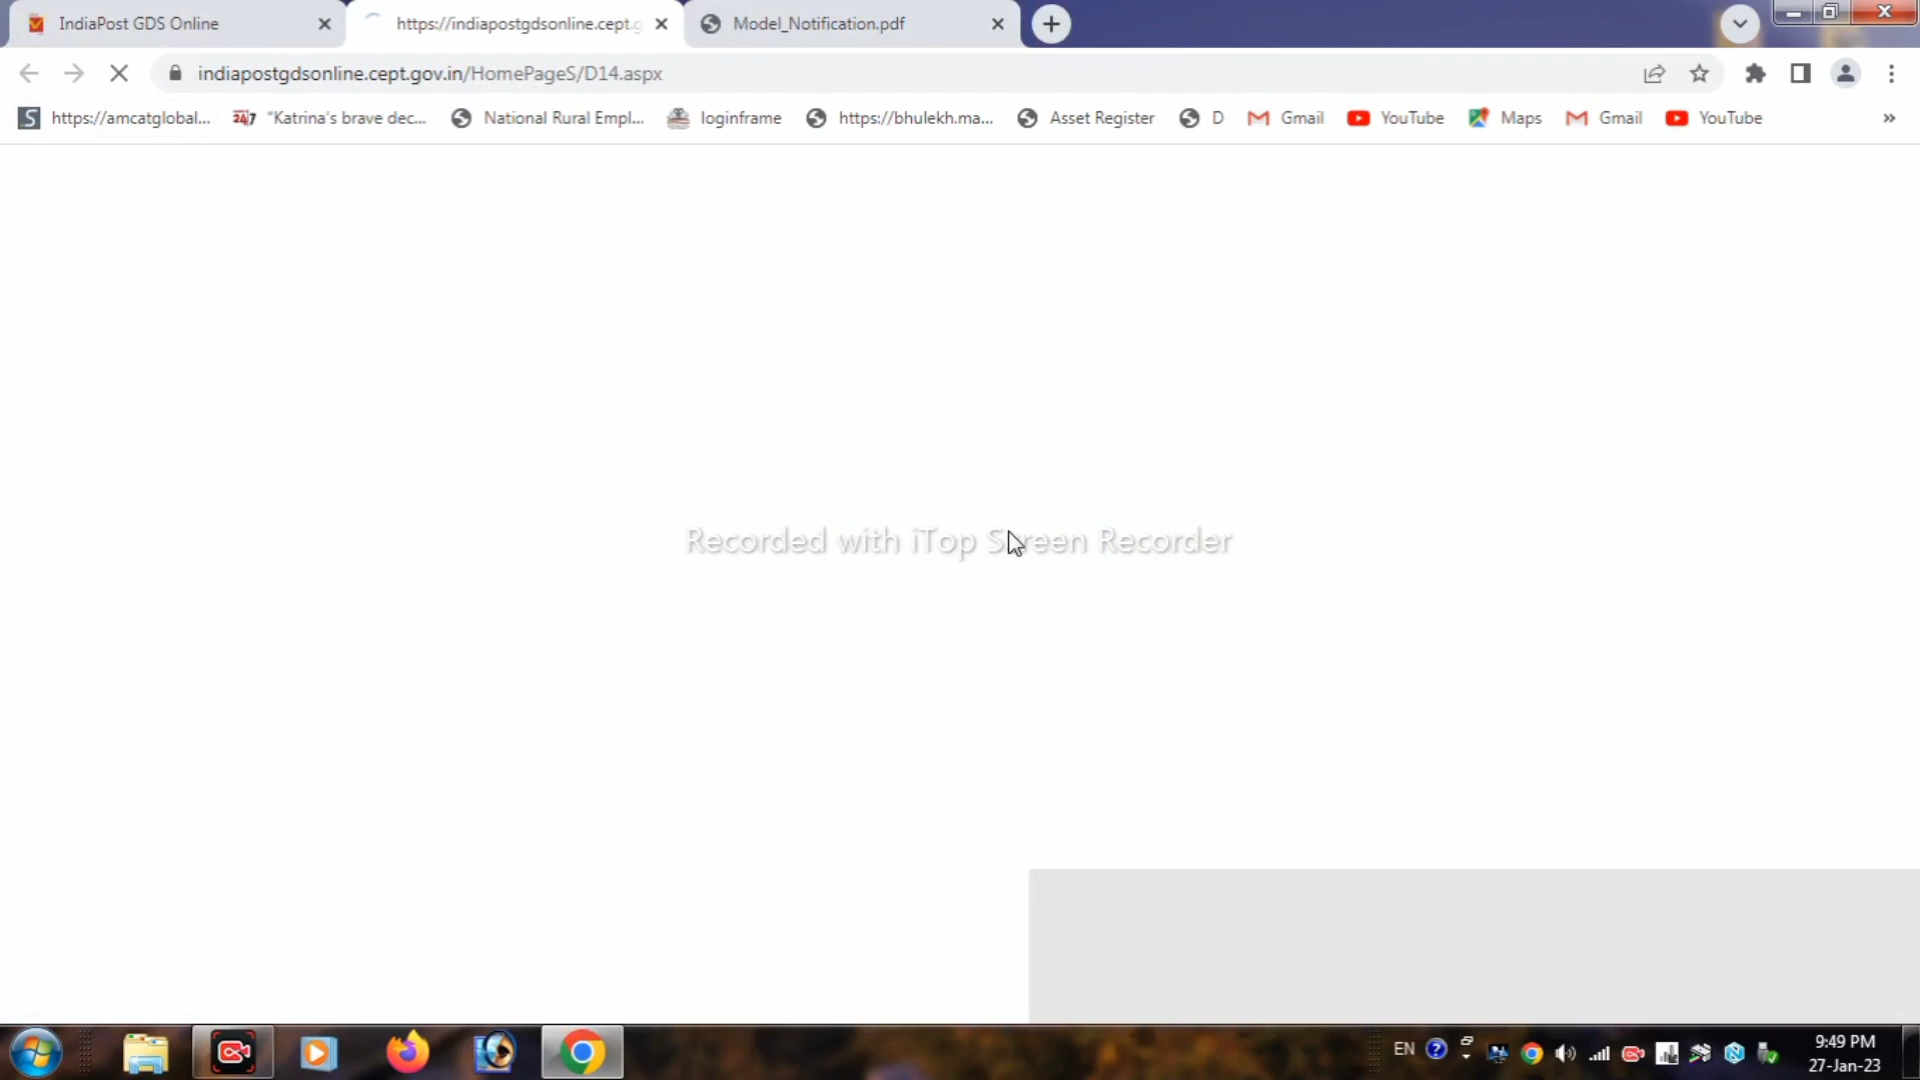 IndiaPost GDS Online
https://indiapostgdsonline.cept.g
Model_Notification.pdf
indiapostgdsonline.cept.gov.in/HomePageS/D14.aspx
https://amcatglobal...
24/7
"Katrina's brave dec...
National Rural Empl...
loginframe
https://bhulekh.ma...
Asset Register
D
Gmail
YouTube
Maps
Gmail
YouTube
»
Recorded with iTop Screen Recorder
EN
9:49 PM
27-Jan-23